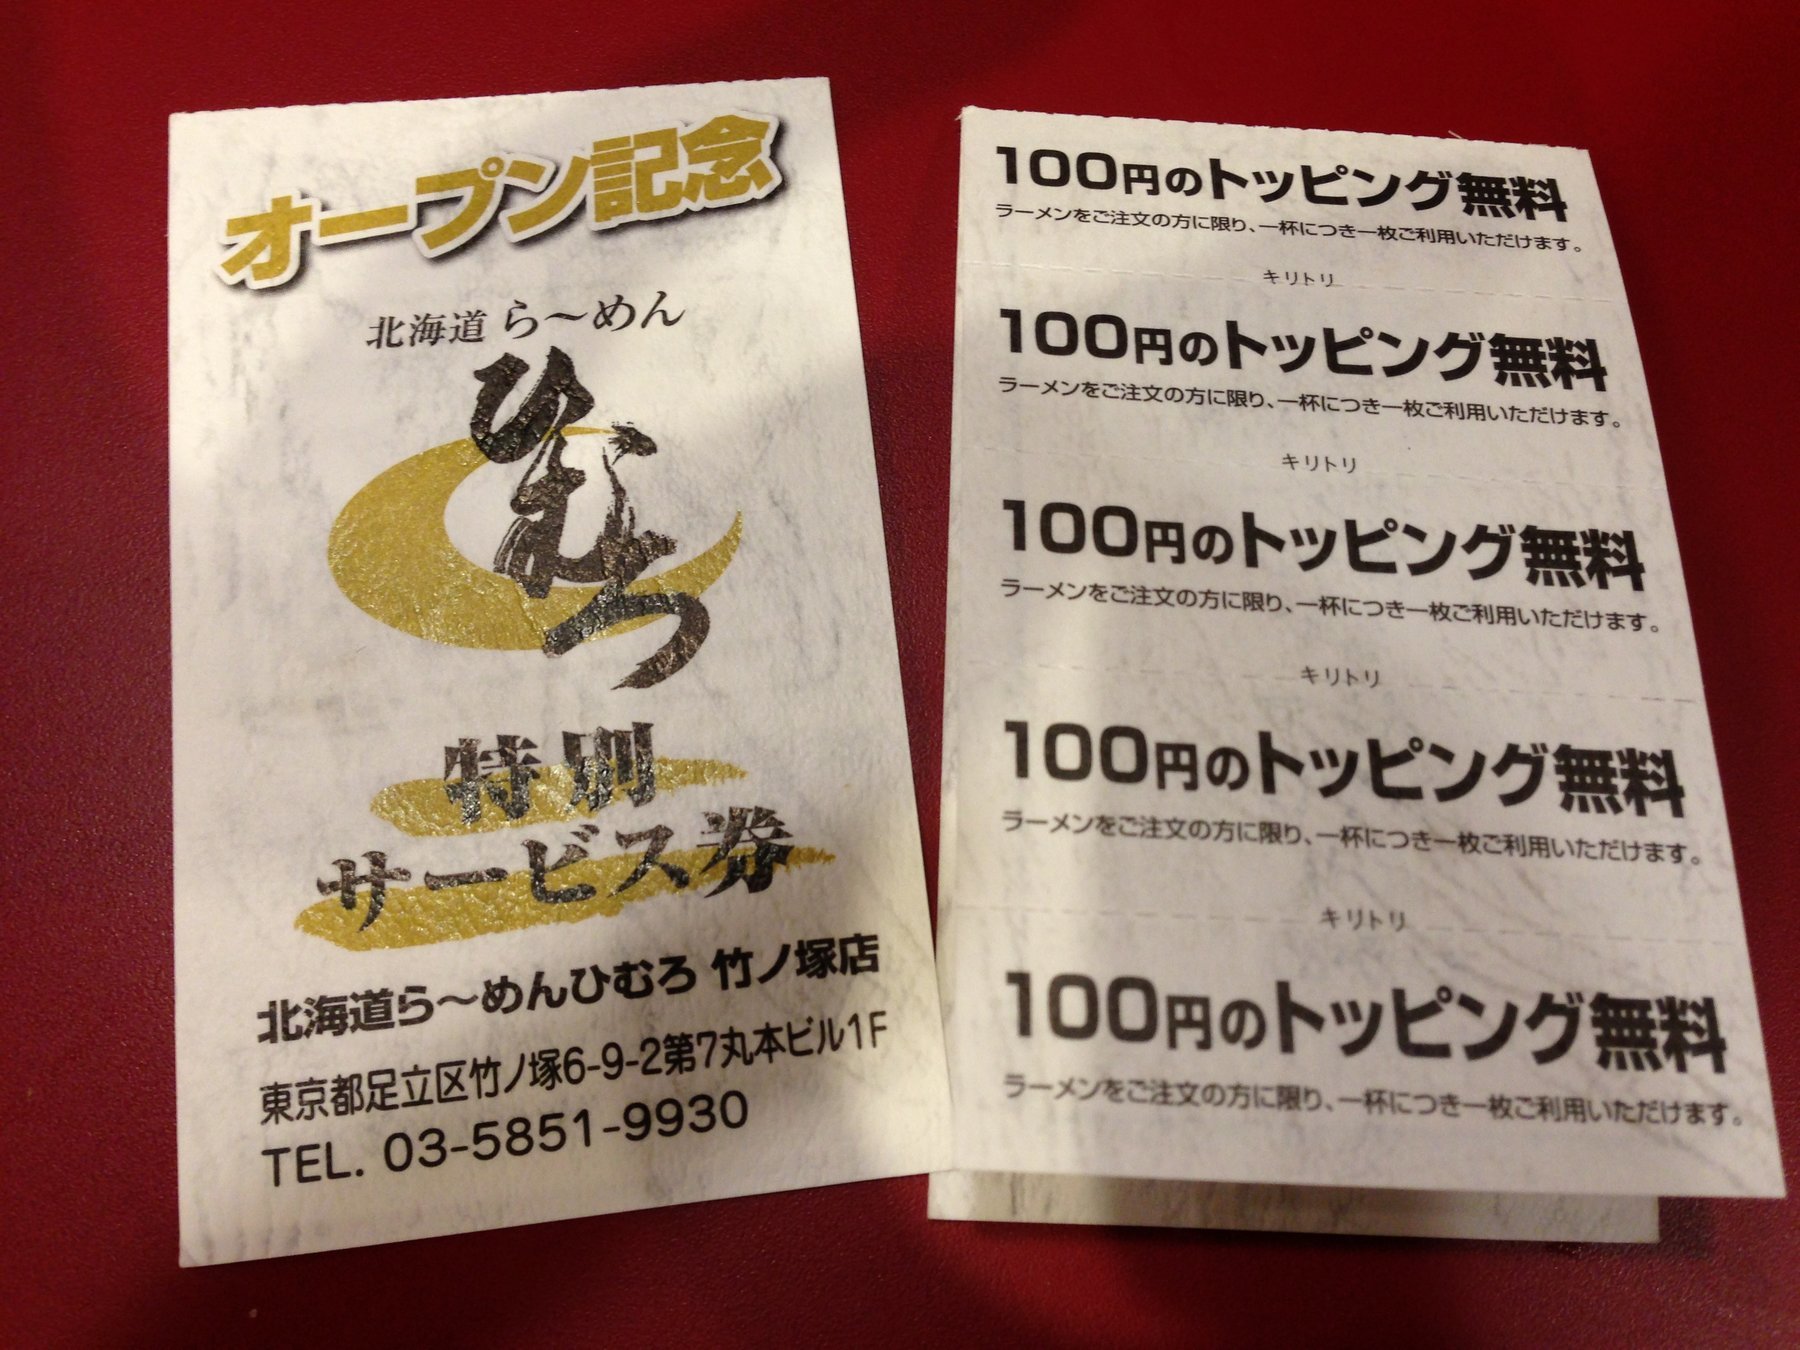 オープン記念
北海道 ら〜めん
ひむろ
特別
サービス券
北海道ら〜めんひむろ 竹ノ塚店
東京都足立区竹ノ塚6-9-2第7丸本ビル1F
TEL. 03-5851-9930
100円のトッピング無料
ラーメンをご注文の方に限り、一杯につき一枚ご利用いただけます。
キリトリ
100円のトッピング無料
ラーメンをご注文の方に限り、一杯につき一枚ご利用いただけます。
キリトリ
100円のトッピング無料
ラーメンをご注文の方に限り、一杯につき一枚ご利用いただけます。
キリトリ
100円のトッピング無料
ラーメンをご注文の方に限り、一杯につき一枚ご利用いただけます。
キリトリ
100円のトッピング無料
ラーメンをご注文の方に限り、一杯につき一枚ご利用いただけます。